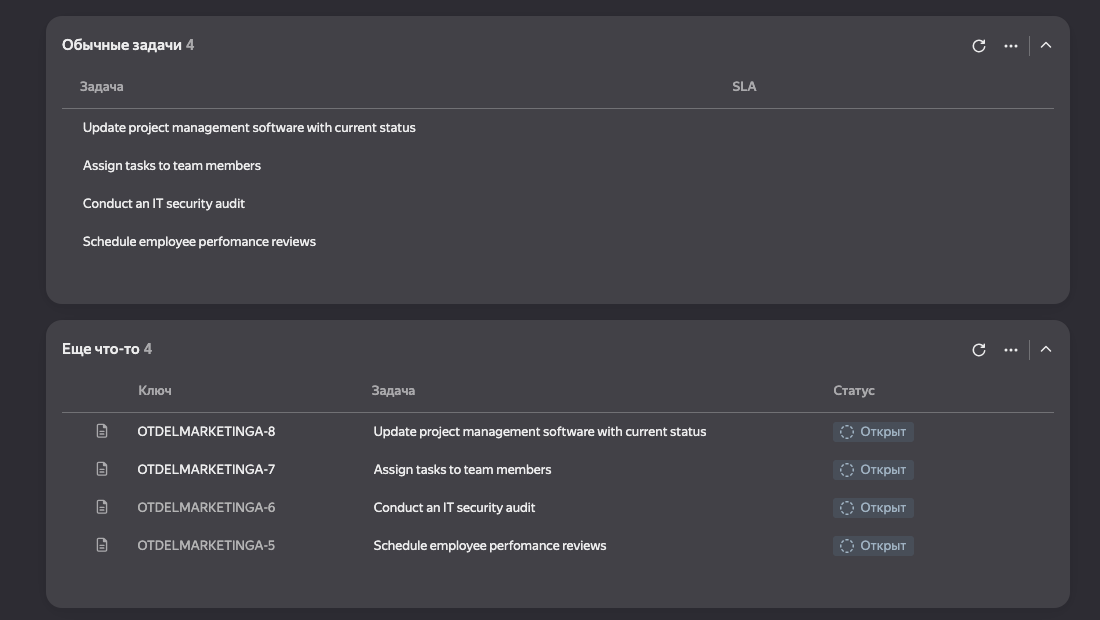 Обычные задачи 4
Задача SLA
Update project management software with current status
Assign tasks to team members
Conduct an IT security audit
Schedule employee perfomance reviews
Еще что-то 4
Ключ Задача Статус
OTDELMARKETINGA-8 Update project management software with current status Открыт
OTDELMARKETINGA-7 Assign tasks to team members Открыт
OTDELMARKETINGA-6 Conduct an IT security audit Открыт
OTDELMARKETINGA-5 Schedule employee perfomance reviews Открыт